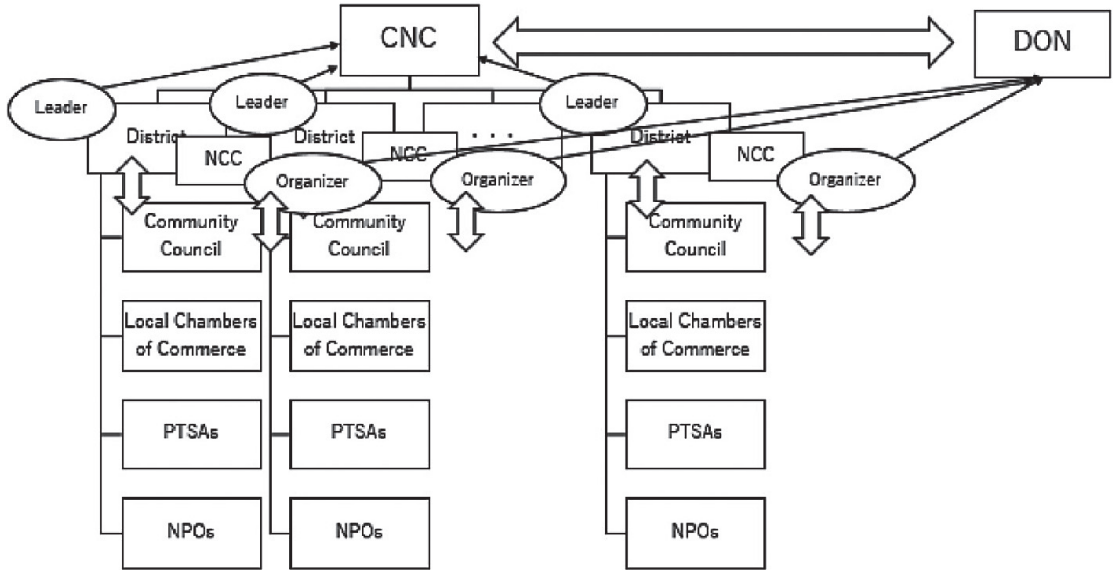 CNC
DON
Leader
Leader
Leader
District
NCC
District
NCC
. . .
District
NCC
Organizer
Organizer
Organizer
Community
Council
Community
Council
Community
Council
Local Chambers
of Commerce
Local Chambers
of Commerce
Local Chambers
of Commerce
PTSAs
PTSAs
PTSAs
NPOs
NPOs
NPOs